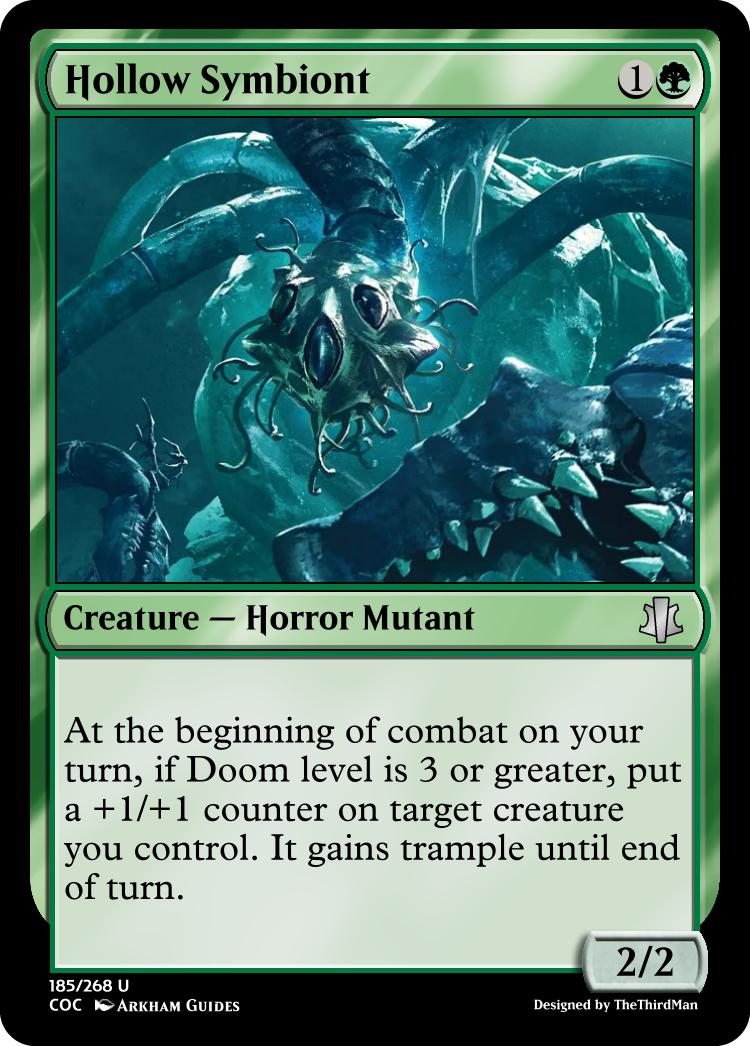 Hollow Symbiont 1
Creature — Horror Mutant
At the beginning of combat on your
turn, if Doom level is 3 or greater, put
a +1/+1 counter on target creature
you control. It gains trample until end
of turn.
2/2
185/268 U
COC Arkham Guides
Designed by TheThirdMan